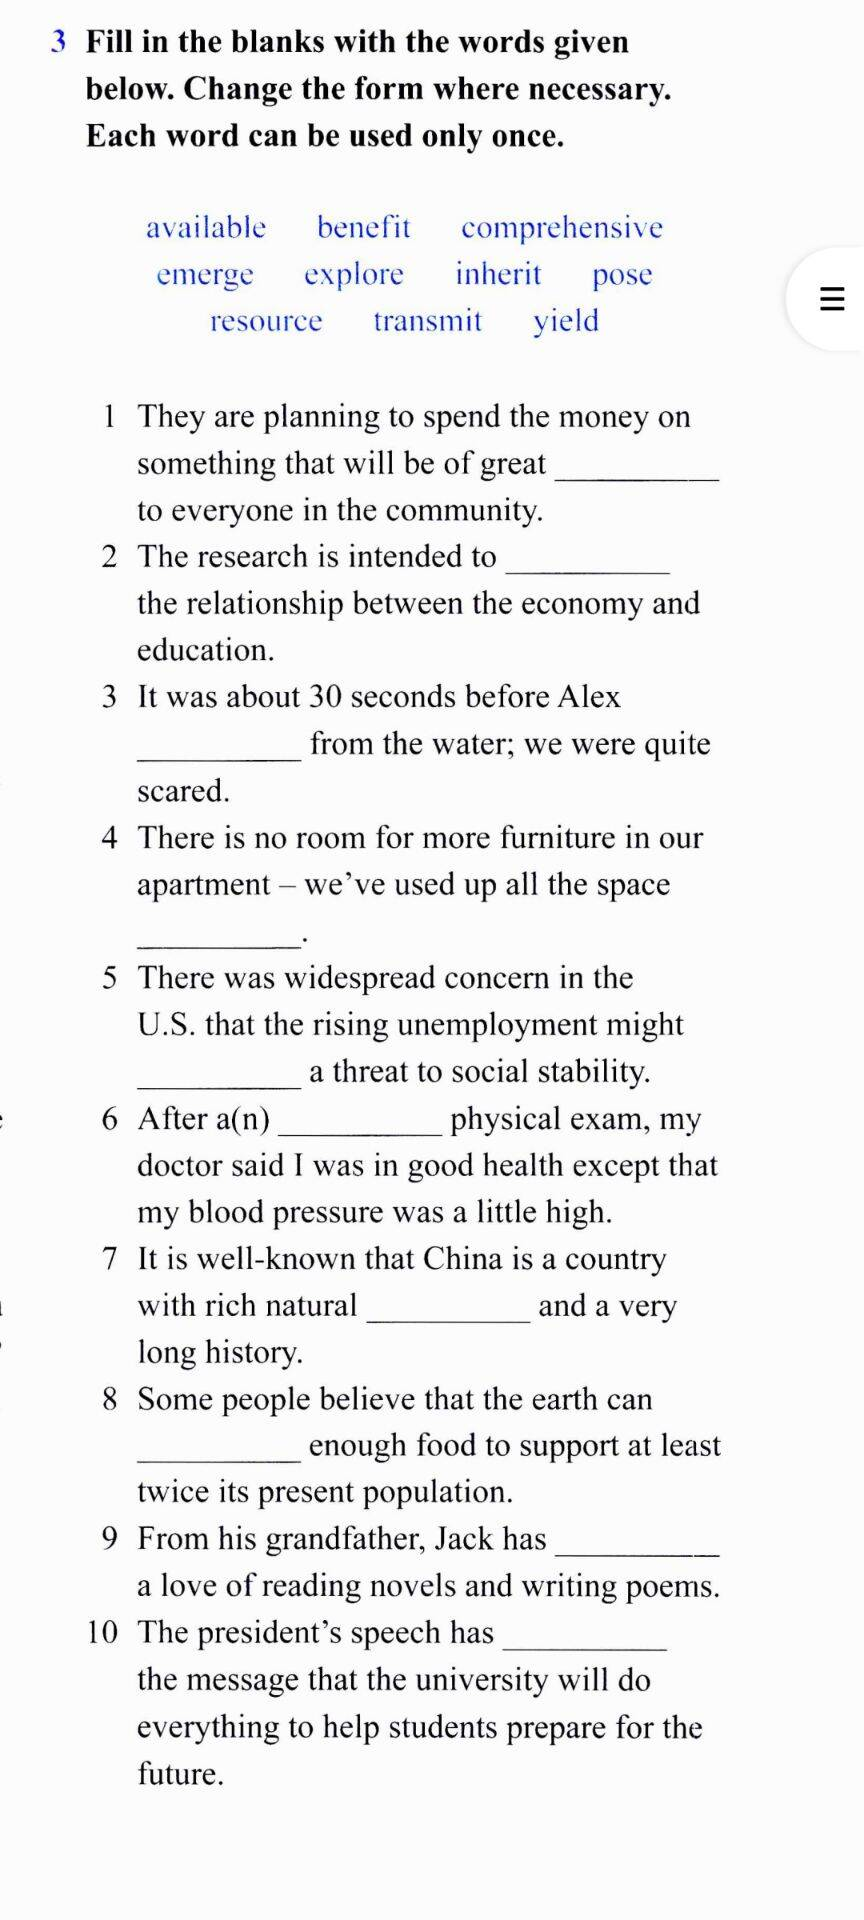 3 Fill in the blanks with the words given
below. Change the form where necessary.
Each word can be used only once.
available benefit comprehensive
emerge explore inherit pose
resource transmit yield
1 They are planning to spend the money on
something that will be of great __________
to everyone in the community.
2 The research is intended to __________
the relationship between the economy and
education.
3 It was about 30 seconds before Alex
__________ from the water; we were quite
scared.
4 There is no room for more furniture in our
apartment – we’ve used up all the space
__________.
5 There was widespread concern in the
U.S. that the rising unemployment might
__________ a threat to social stability.
6 After a(n) __________ physical exam, my
doctor said I was in good health except that
my blood pressure was a little high.
7 It is well-known that China is a country
with rich natural __________ and a very
long history.
8 Some people believe that the earth can
__________ enough food to support at least
twice its present population.
9 From his grandfather, Jack has __________
a love of reading novels and writing poems.
10 The president’s speech has __________
the message that the university will do
everything to help students prepare for the
future.